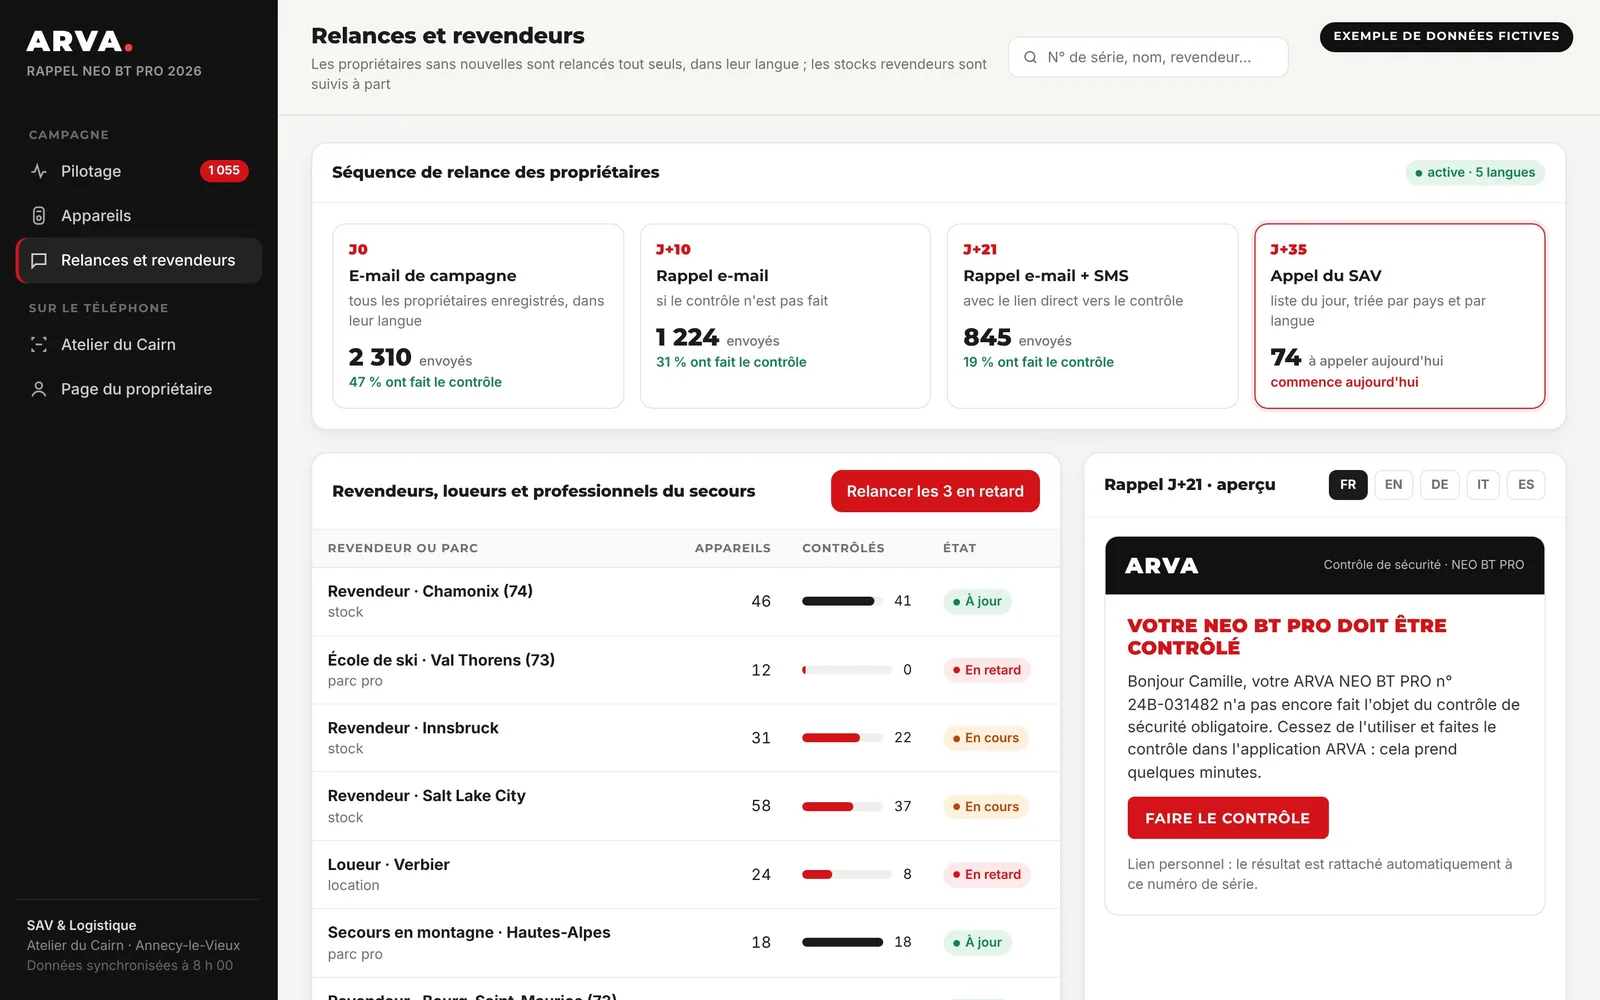 ARVA.
RAPPEL NEO BT PRO 2026
CAMPAGNE
Pilotage
1 055
Appareils
Relances et revendeurs
SUR LE TÉLÉPHONE
Atelier du Cairn
Page du propriétaire
SAV & Logistique
Atelier du Cairn · Annecy-le-Vieux
Données synchronisées à 8 h 00
Relances et revendeurs
Les propriétaires sans nouvelles sont relancés tout seuls, dans leur langue ; les stocks revendeurs sont
suivis à part
N° de série, nom, revendeur...
EXEMPLE DE DONNÉES FICTIVES
Séquence de relance des propriétaires
active · 5 langues
J0
E-mail de campagne
tous les propriétaires enregistrés, dans
leur langue
2 310 envoyés
47 % ont fait le contrôle
J+10
Rappel e-mail
si le contrôle n'est pas fait
1 224 envoyés
31 % ont fait le contrôle
J+21
Rappel e-mail + SMS
avec le lien direct vers le contrôle
845 envoyés
19 % ont fait le contrôle
J+35
Appel du SAV
liste du jour, triée par pays et par
langue
74 à appeler aujourd'hui
commence aujourd'hui
Revendeurs, loueurs et professionnels du secours
Relancer les 3 en retard
REVENDEUR OU PARC APPAREILS CONTRÔLÉS ÉTAT
Revendeur · Chamonix (74)
stock
46 41 À jour
École de ski · Val Thorens (73)
parc pro
12 0 En retard
Revendeur · Innsbruck
stock
31 22 En cours
Revendeur · Salt Lake City
stock
58 37 En cours
Loueur · Verbier
location
24 8 En retard
Secours en montagne · Hautes-Alpes
parc pro
18 18 À jour
Revendeur · Bourg-Saint-Maurice (73)
Rappel J+21 · aperçu
FR EN DE IT ES
ARVA
Contrôle de sécurité · NEO BT PRO
VOTRE NEO BT PRO DOIT ÊTRE
CONTRÔLÉ
Bonjour Camille, votre ARVA NEO BT PRO n°
24B-031482 n'a pas encore fait l'objet du contrôle de
sécurité obligatoire. Cessez de l'utiliser et faites le
contrôle dans l'application ARVA : cela prend
quelques minutes.
FAIRE LE CONTRÔLE
Lien personnel : le résultat est rattaché automatiquement à
ce numéro de série.